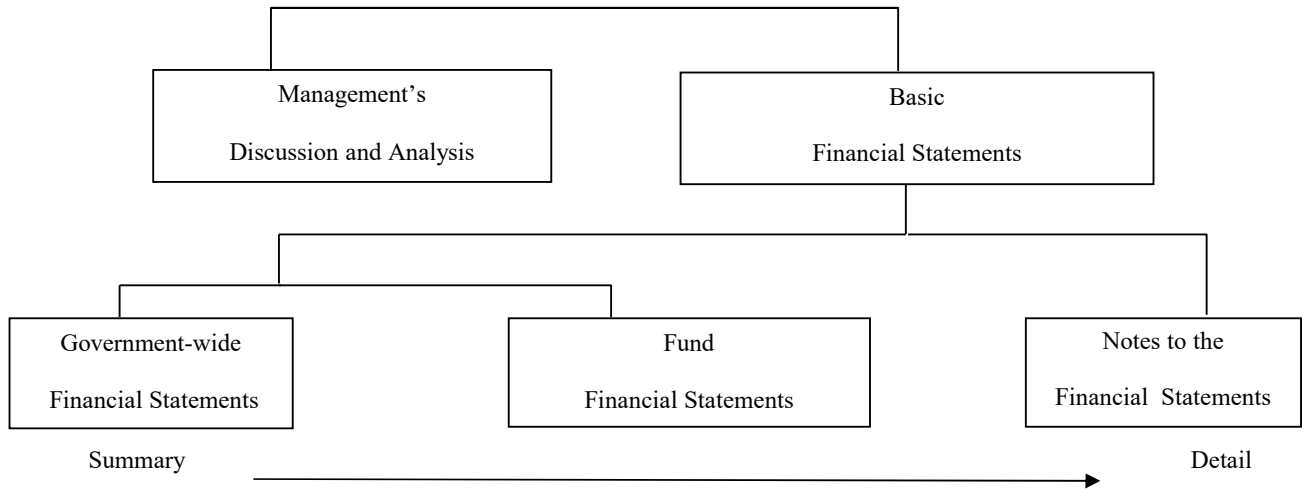 Management’s
Discussion and Analysis
Basic
Financial Statements
Government-wide
Financial Statements
Fund
Financial Statements
Notes to the
Financial Statements
Summary
Detail